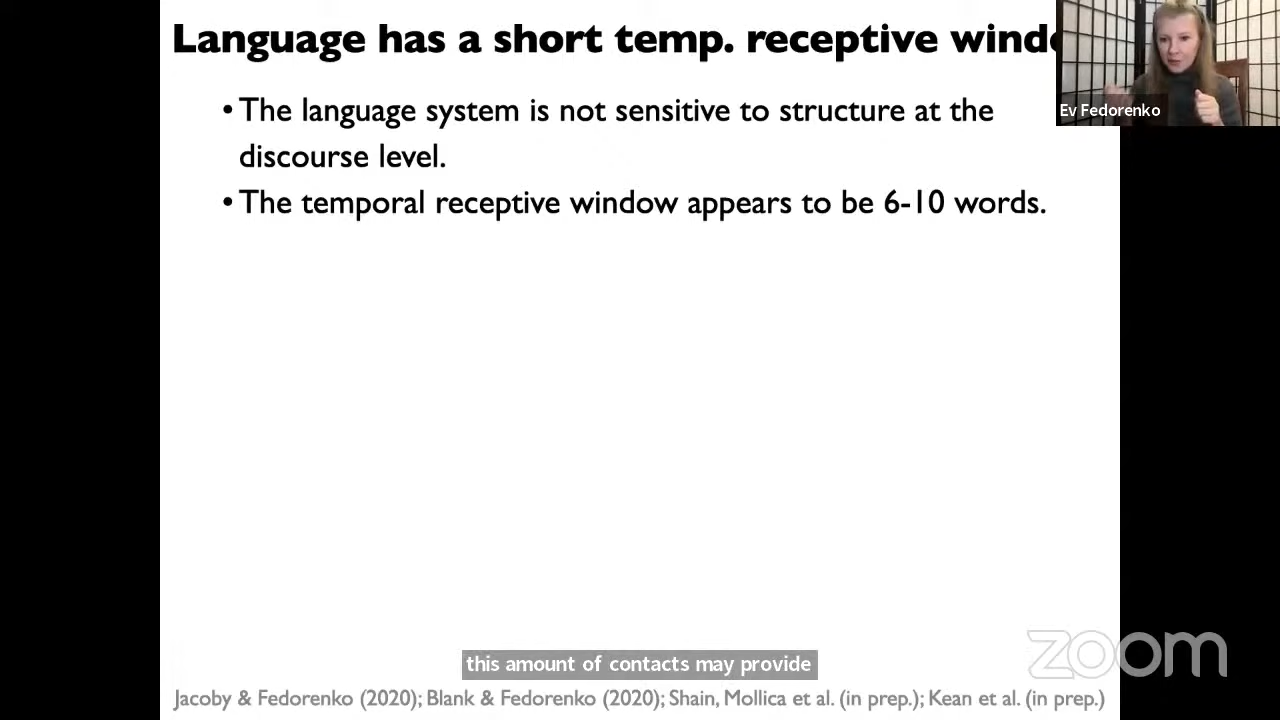 Language has a short temp. receptive windo
Ev Fedorenko
• The language system is not sensitive to structure at the
discourse level.
• The temporal receptive window appears to be 6-10 words.
this amount of contacts may provide
zoom
Jacoby & Fedorenko (2020); Blank & Fedorenko (2020); Shain, Mollica et al. (in prep.); Kean et al. (in prep.)